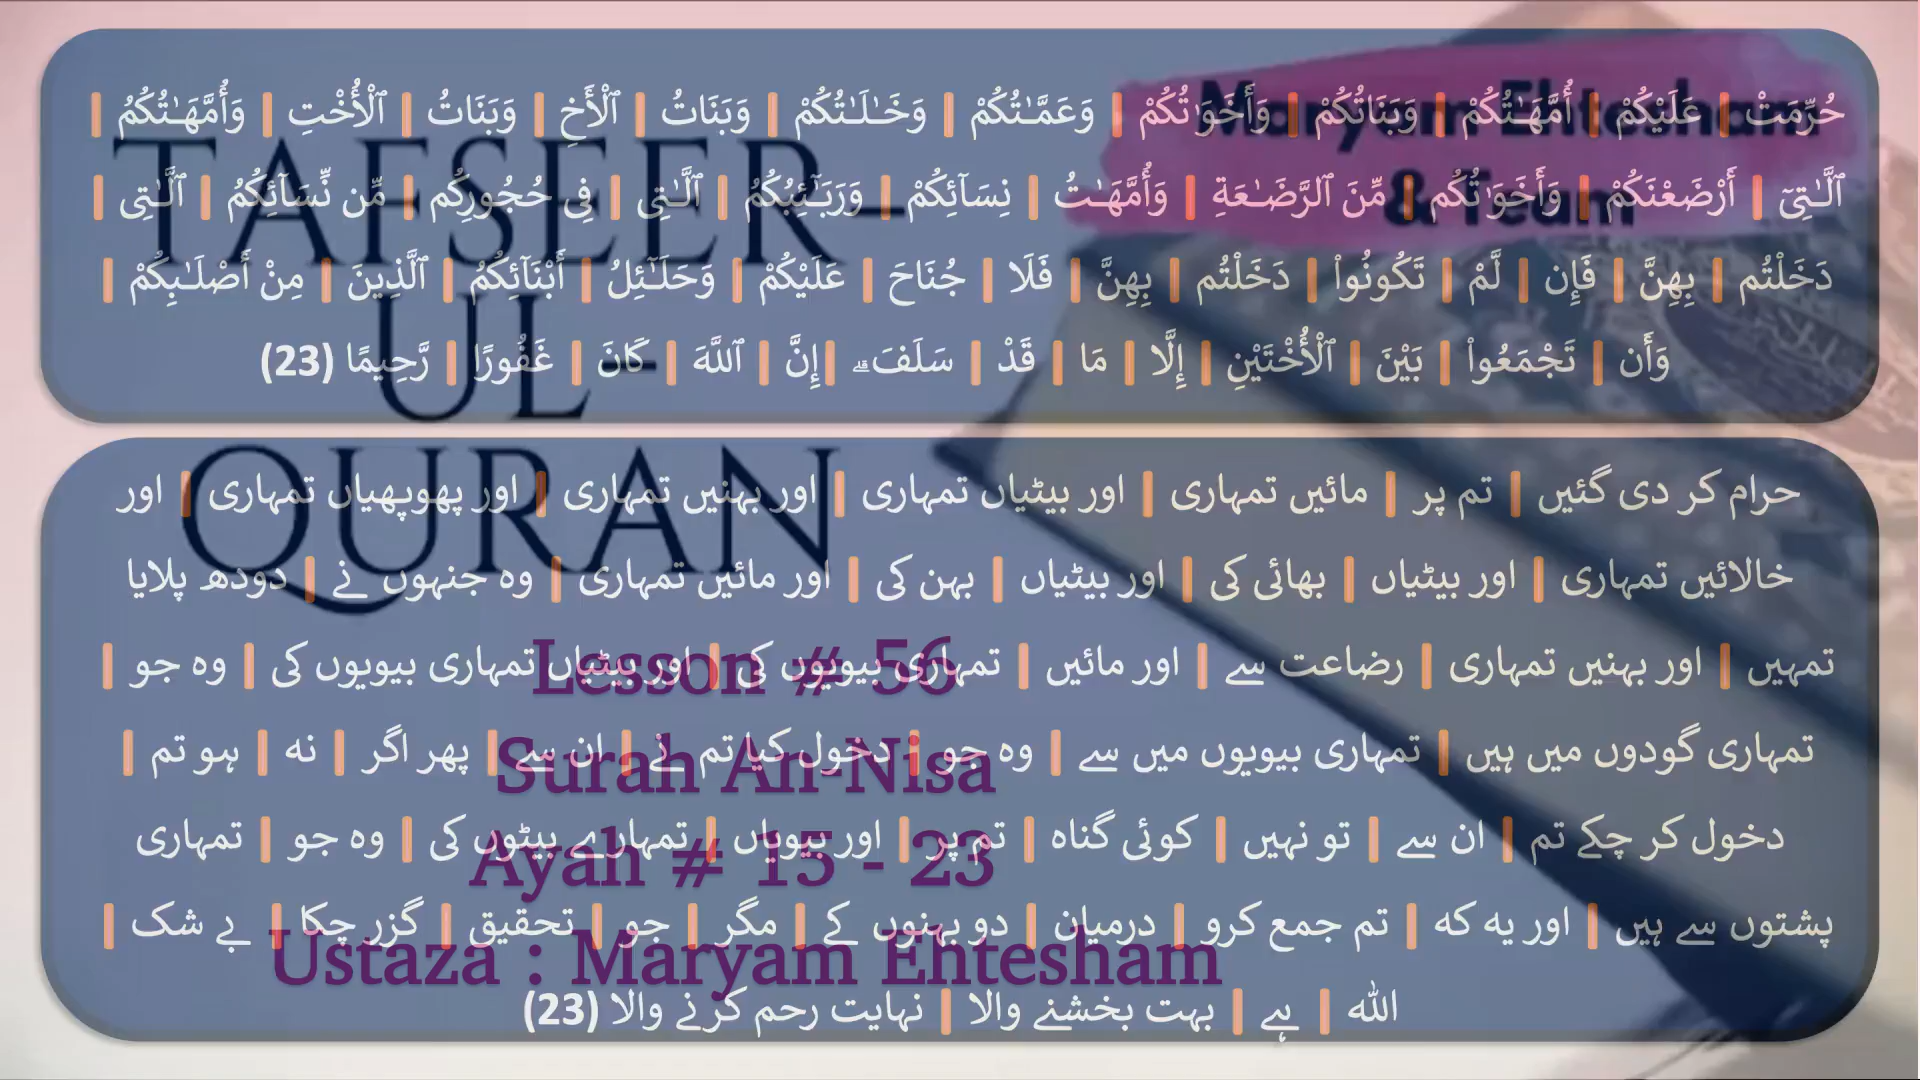 حُرِّمَتْ | عَلَيْكُمْ | أُمَّهَـٰتُكُمْ | وَبَنَاتُكُمْ | وَأَخَوَٰتُكُمْ | وَعَمَّـٰتُكُمْ | وَخَـٰلَـٰتُكُمْ | وَبَنَاتُ | ٱلْأَخِ | وَبَنَاتُ | ٱلْأُخْتِ | وَأُمَّهَـٰتُكُمُ |
ٱلَّـٰتِىٓ | أَرْضَعْنَكُمْ | وَأَخَوَٰتُكُم | مِّنَ ٱلرَّضَـٰعَةِ | وَأُمَّهَـٰتُ | نِسَآئِكُمْ | وَرَبَـٰٓئِبُكُمُ | ٱلَّـٰتِى | فِى حُجُورِكُم | مِّن نِّسَآئِكُمُ | ٱلَّـٰتِى |
دَخَلْتُم | بِهِنَّ | فَإِن | لَّمْ | تَكُونُوا۟ | دَخَلْتُم | بِهِنَّ | فَلَا | جُنَاحَ | عَلَيْكُمْ | وَحَلَـٰٓئِلُ | أَبْنَآئِكُمُ | ٱلَّذِينَ | مِنْ أَصْلَـٰبِكُمْ |
وَأَن | تَجْمَعُوا۟ | بَيْنَ | ٱلْأُخْتَيْنِ | إِلَّا | مَا | قَدْ | سَلَفَ ۗ | إِنَّ | ٱللَّهَ | كَانَ | غَفُورًا | رَّحِيمًا (23)
حرام کر دی گئیں | تم پر | مائیں تمہاری | اور بیٹیاں تمہاری | اور بہنیں تمہاری | اور پھوپھیاں تمہاری | اور
خالائیں تمہاری | اور بیٹیاں | بھائی کی | اور بیٹیاں | بہن کی | اور مائیں تمہاری | وہ جنہوں نے | دودھ پلایا
تمہیں | اور بہنیں تمہاری | رضاعت سے | اور مائیں | تمہاری بیویوں کی | اور بیٹیاں تمہاری بیویوں کی | وہ جو |
تمہاری گودوں میں ہیں | تمہاری بیویوں میں سے | وہ جو | دخول کیا تم نے | ان سے | پھر اگر | نہ | ہو تم |
دخول کر چکے تم | ان سے | تو نہیں | کوئی گناہ | تم پر | اور بیویاں | تمہارے بیٹوں کی | وہ جو | تمہاری
پشتوں سے ہیں | اور یہ کہ | تم جمع کرو | درمیان | دو بہنوں کے | مگر | جو | تحقیق | گزر چکا | بے شک |
اللہ | ہے | بہت بخشنے والا | نہایت رحم کرنے والا (23)
Maryam Ehtesham
& Team
TAFSEER-
UL-
QURAN
Lesson # 56
Surah An-Nisa
Ayah # 15 - 23
Ustaza : Maryam Ehtesham